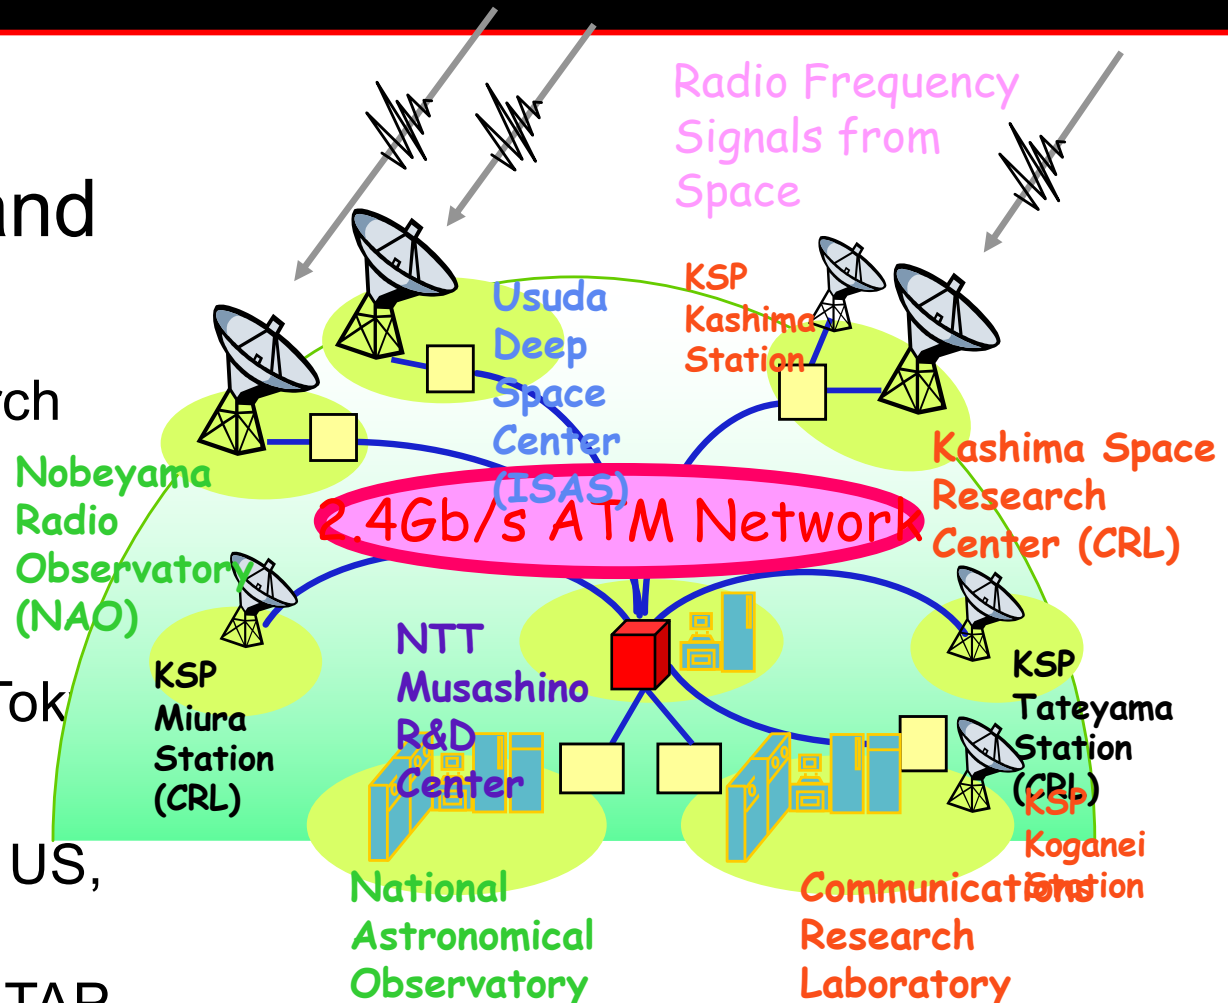 and
rch
Tok
US,
TAP
Radio Frequency
Signals from
Space
Usuda
Deep
Space
Center
(ISAS)
KSP
Kashima
Station
Kashima Space
Research
Center (CRL)
Nobeyama
Radio
Observatory
(NAO)
2.4Gb/s ATM Network
KSP
Miura
Station
(CRL)
NTT
Musashino
R&D
Center
KSP
Tateyama
Station
(CRL)
KSP
Koganei
Station
National
Astronomical
Observatory
Communications
Research
Laboratory